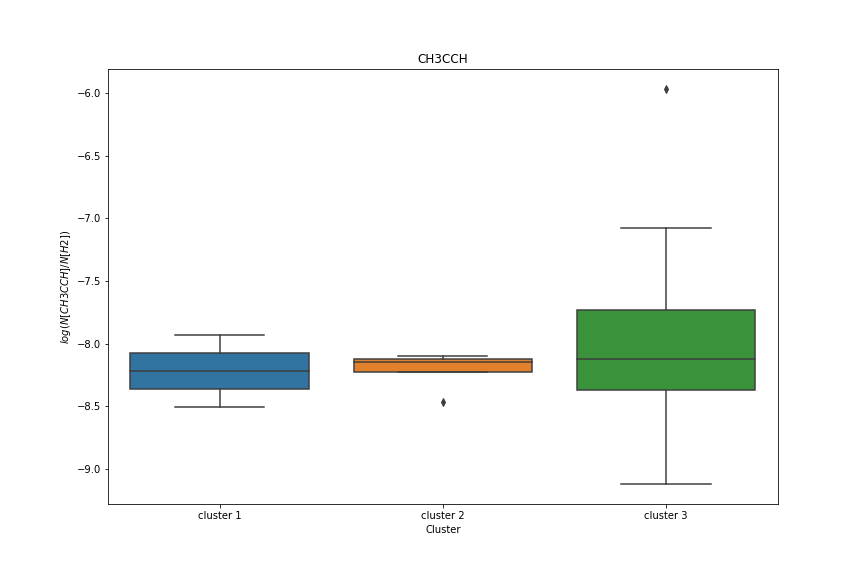 CH3CCH
−6.0
−6.5
−7.0
−7.5
−8.0
−8.5
−9.0
log(N[CH3CCH]/N[H2])
cluster 1
cluster 2
cluster 3
Cluster